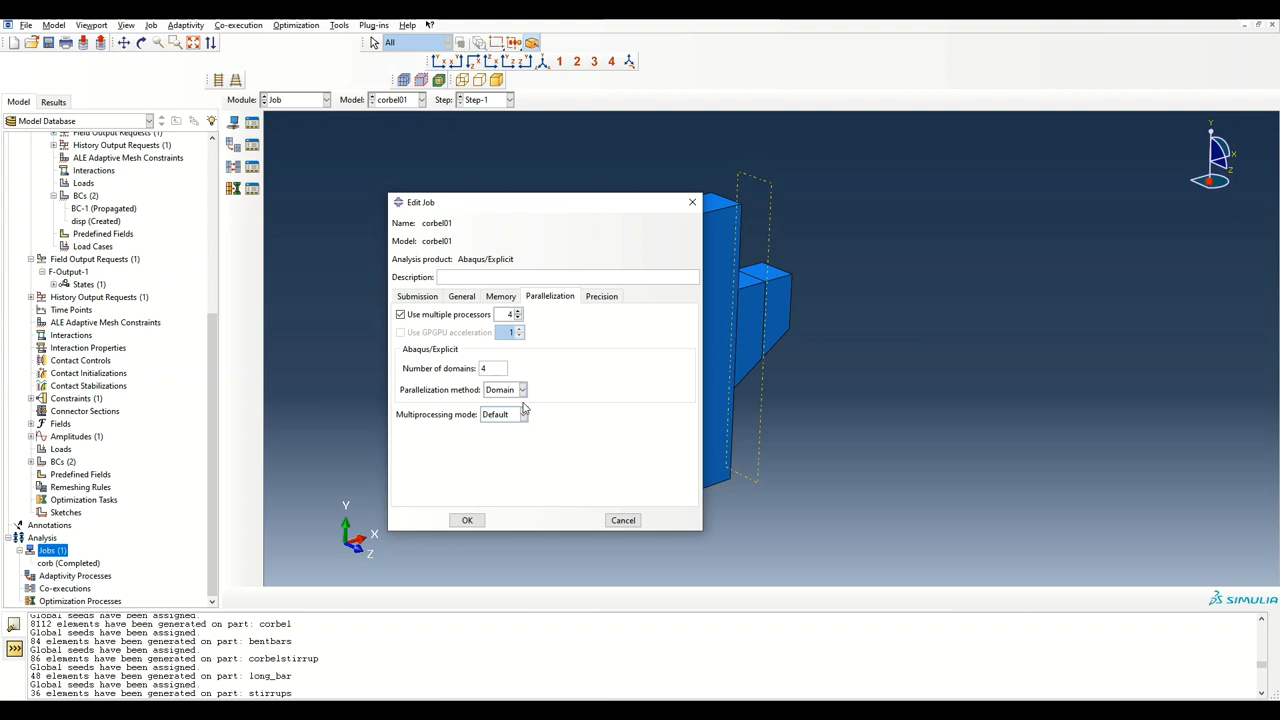 File Model Viewport View Job Adaptivity Co-execution Optimization Tools Plug-ins Help
All
1 2 3 4
Model Results
Module: Job Model: corbel01 Step: Step-1
Model Database
Field Output Requests (1)
History Output Requests (1)
ALE Adaptive Mesh Constraints
Interactions
Loads
BCs (2)
BC-1 (Propagated)
disp (Created)
Predefined Fields
Load Cases
Field Output Requests (1)
F-Output-1
States (1)
History Output Requests (1)
Time Points
ALE Adaptive Mesh Constraints
Interactions
Interaction Properties
Contact Controls
Contact Initializations
Contact Stabilizations
Constraints (1)
Connector Sections
Fields
Amplitudes (1)
Loads
BCs (2)
Predefined Fields
Remeshing Rules
Optimization Tasks
Sketches
Annotations
Analysis
Jobs (1)
corb (Completed)
Adaptivity Processes
Co-executions
Optimization Processes
Edit Job
Name: corbel01
Model: corbel01
Analysis product: Abaqus/Explicit
Description:
Submission General Memory Parallelization Precision
Use multiple processors 4
Use GPGPU acceleration 1
Abaqus/Explicit
Number of domains: 4
Parallelization method: Domain
Multiprocessing mode: Default
OK Cancel
Y
X
Z
Y
X
Z
SIMULIA
Global seeds have been assigned.
8112 elements have been generated on part: corbel
Global seeds have been assigned.
84 elements have been generated on part: bentbars
Global seeds have been assigned.
86 elements have been generated on part: corbelstirrup
Global seeds have been assigned.
48 elements have been generated on part: long_bar
Global seeds have been assigned.
36 elements have been generated on part: stirrups